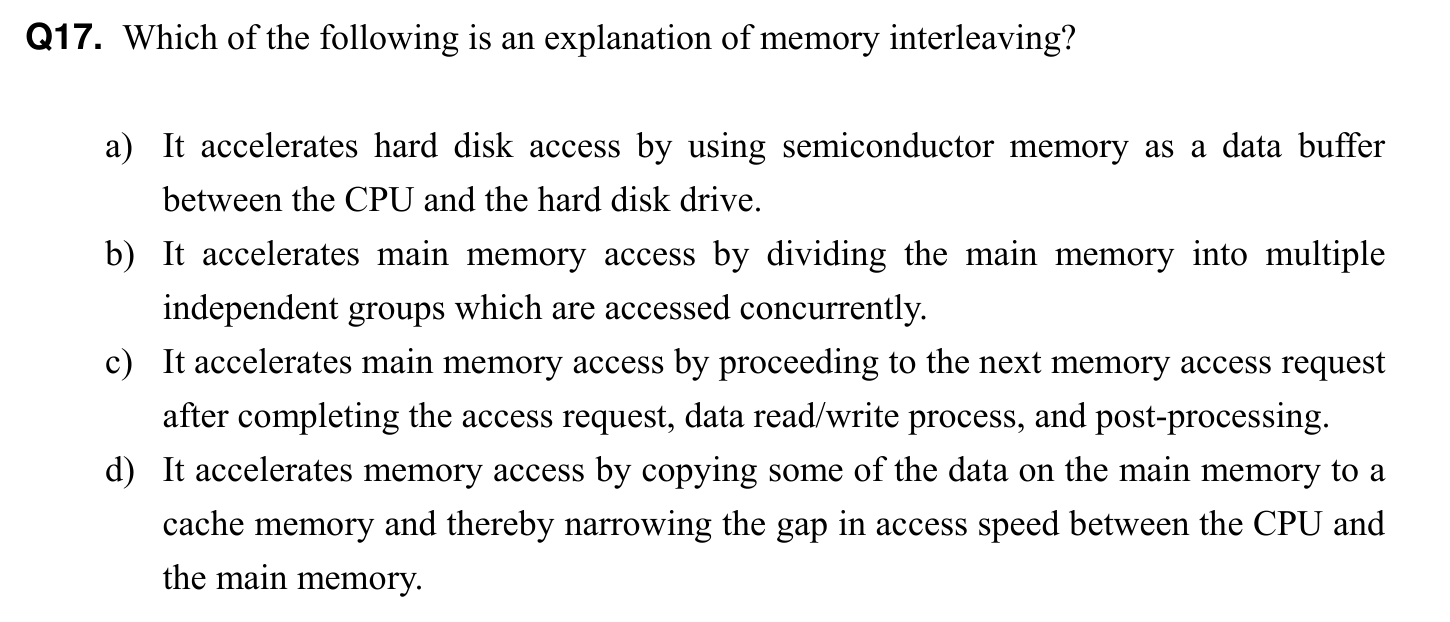 Q17. Which of the following is an explanation of memory interleaving?
a) It accelerates hard disk access by using semiconductor memory as a data buffer
between the CPU and the hard disk drive.
b) It accelerates main memory access by dividing the main memory into multiple
independent groups which are accessed concurrently.
c) It accelerates main memory access by proceeding to the next memory access request
after completing the access request, data read/write process, and post-processing.
d) It accelerates memory access by copying some of the data on the main memory to a
cache memory and thereby narrowing the gap in access speed between the CPU and
the main memory.